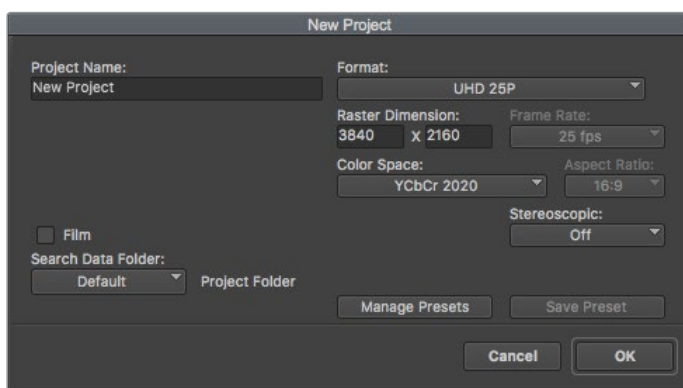 New Project
Project Name:
New Project
Format:
UHD 25P
Raster Dimension:
3840 x 2160
Frame Rate:
25 fps
Color Space:
YCbCr 2020
Aspect Ratio:
16:9
Stereoscopic:
Off
Film
Search Data Folder:
Default
Project Folder
Manage Presets
Save Preset
Cancel
OK